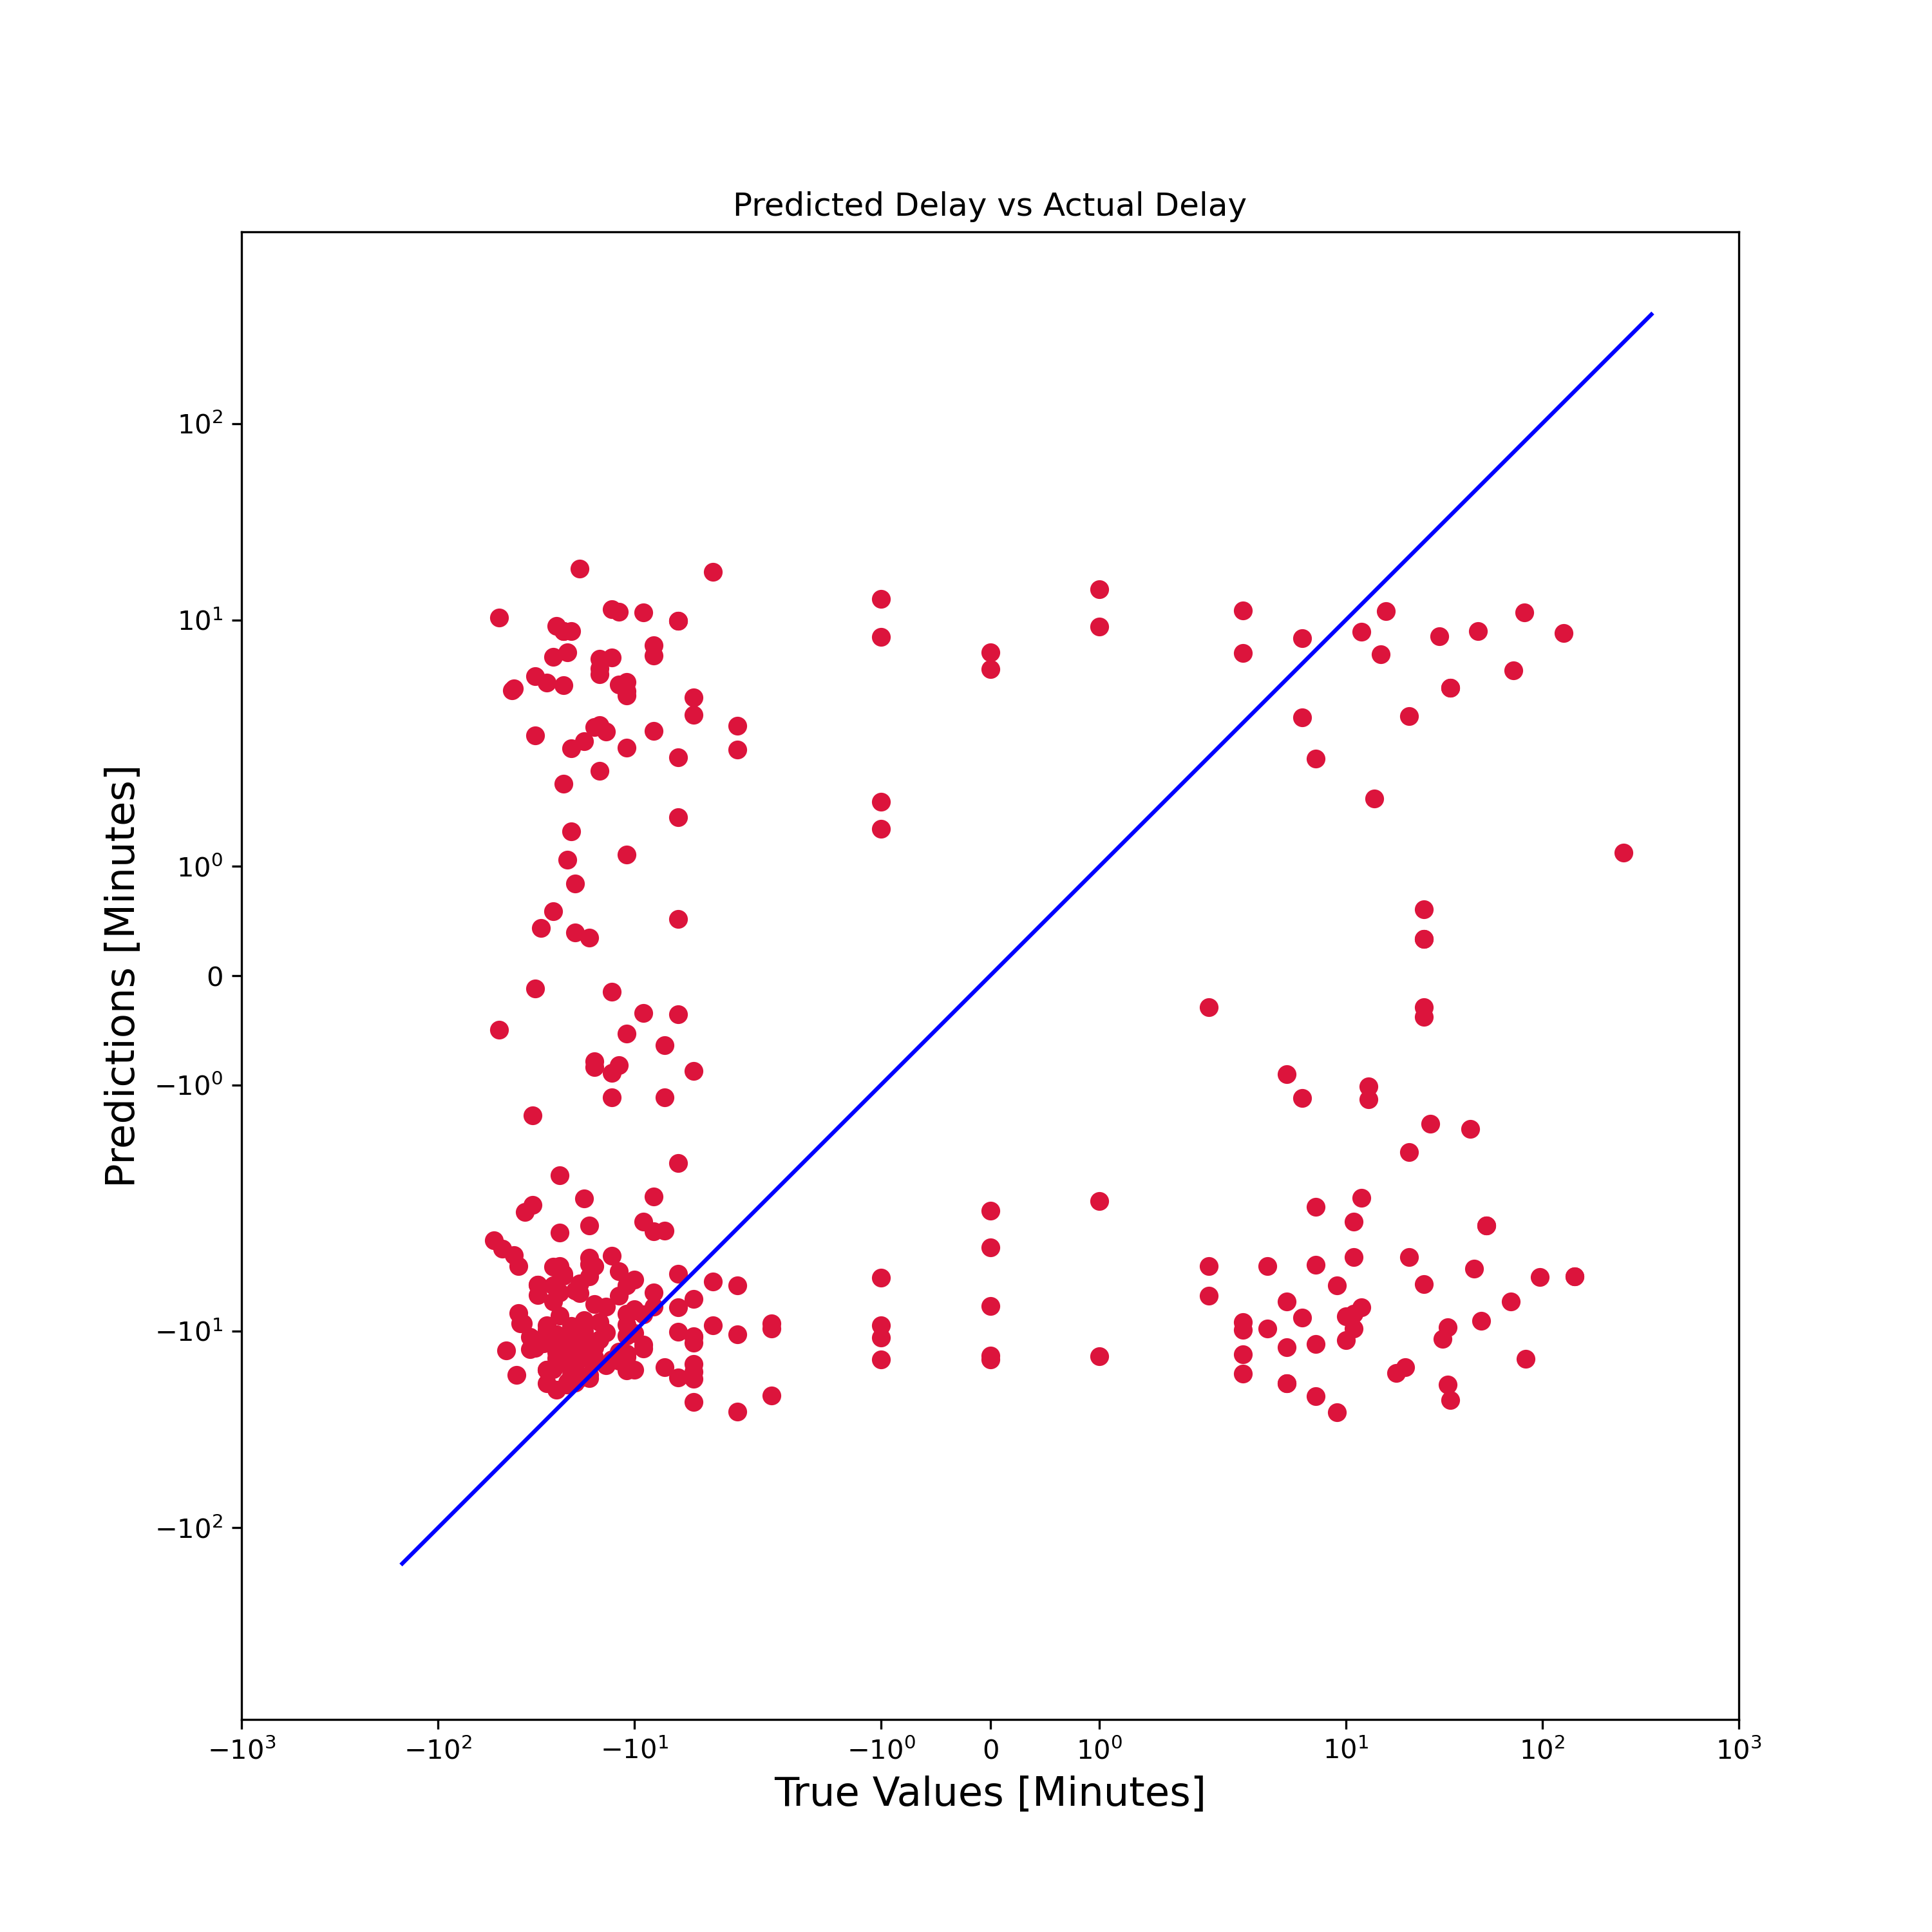 Predicted Delay vs Actual Delay
Predictions [Minutes]
10²
10¹
10⁰
0
−10⁰
−10¹
−10²
−10³ −10² −10¹ −10⁰ 0 10⁰ 10¹ 10² 10³
True Values [Minutes]